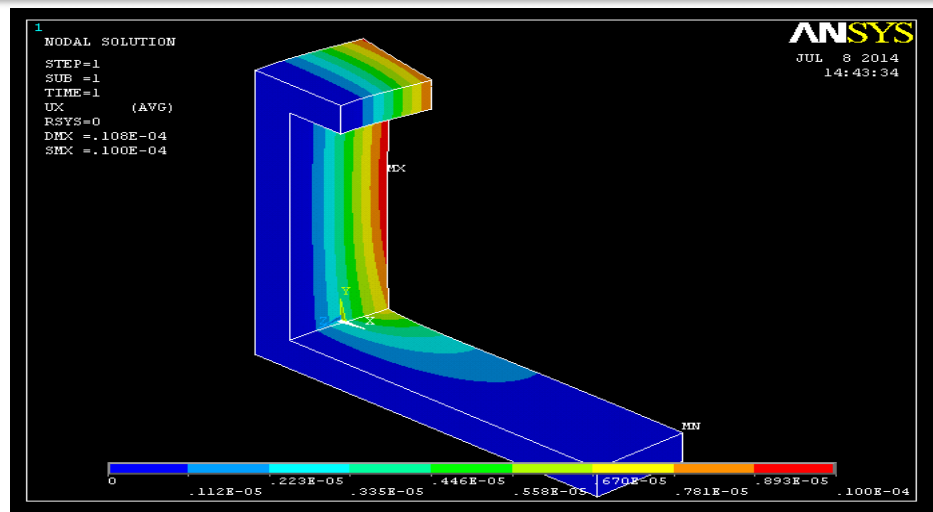 1
NODAL SOLUTION
STEP=1
SUB =1
TIME=1
UX (AVG)
RSYS=0
DMX =.108E-04
SMX =.100E-04
ANSYS
JUL 8 2014
14:43:34
MX
Y
Z X
MN
0 .223E-05 .446E-05 .670E-05 .893E-05
.112E-05 .335E-05 .558E-05 .781E-05 .100E-04